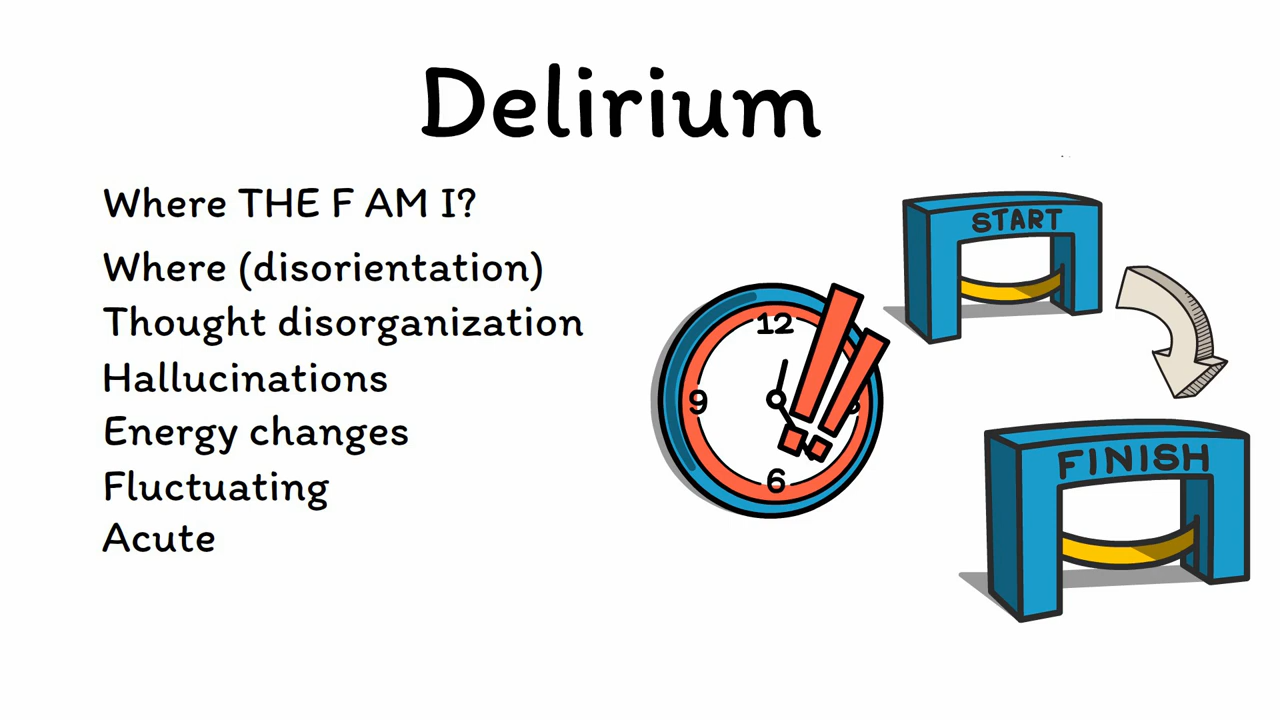 Delirium
Where THE F AM I?
Where (disorientation)
Thought disorganization
Hallucinations
Energy changes
Fluctuating
Acute
12
9
6
START
FINISH